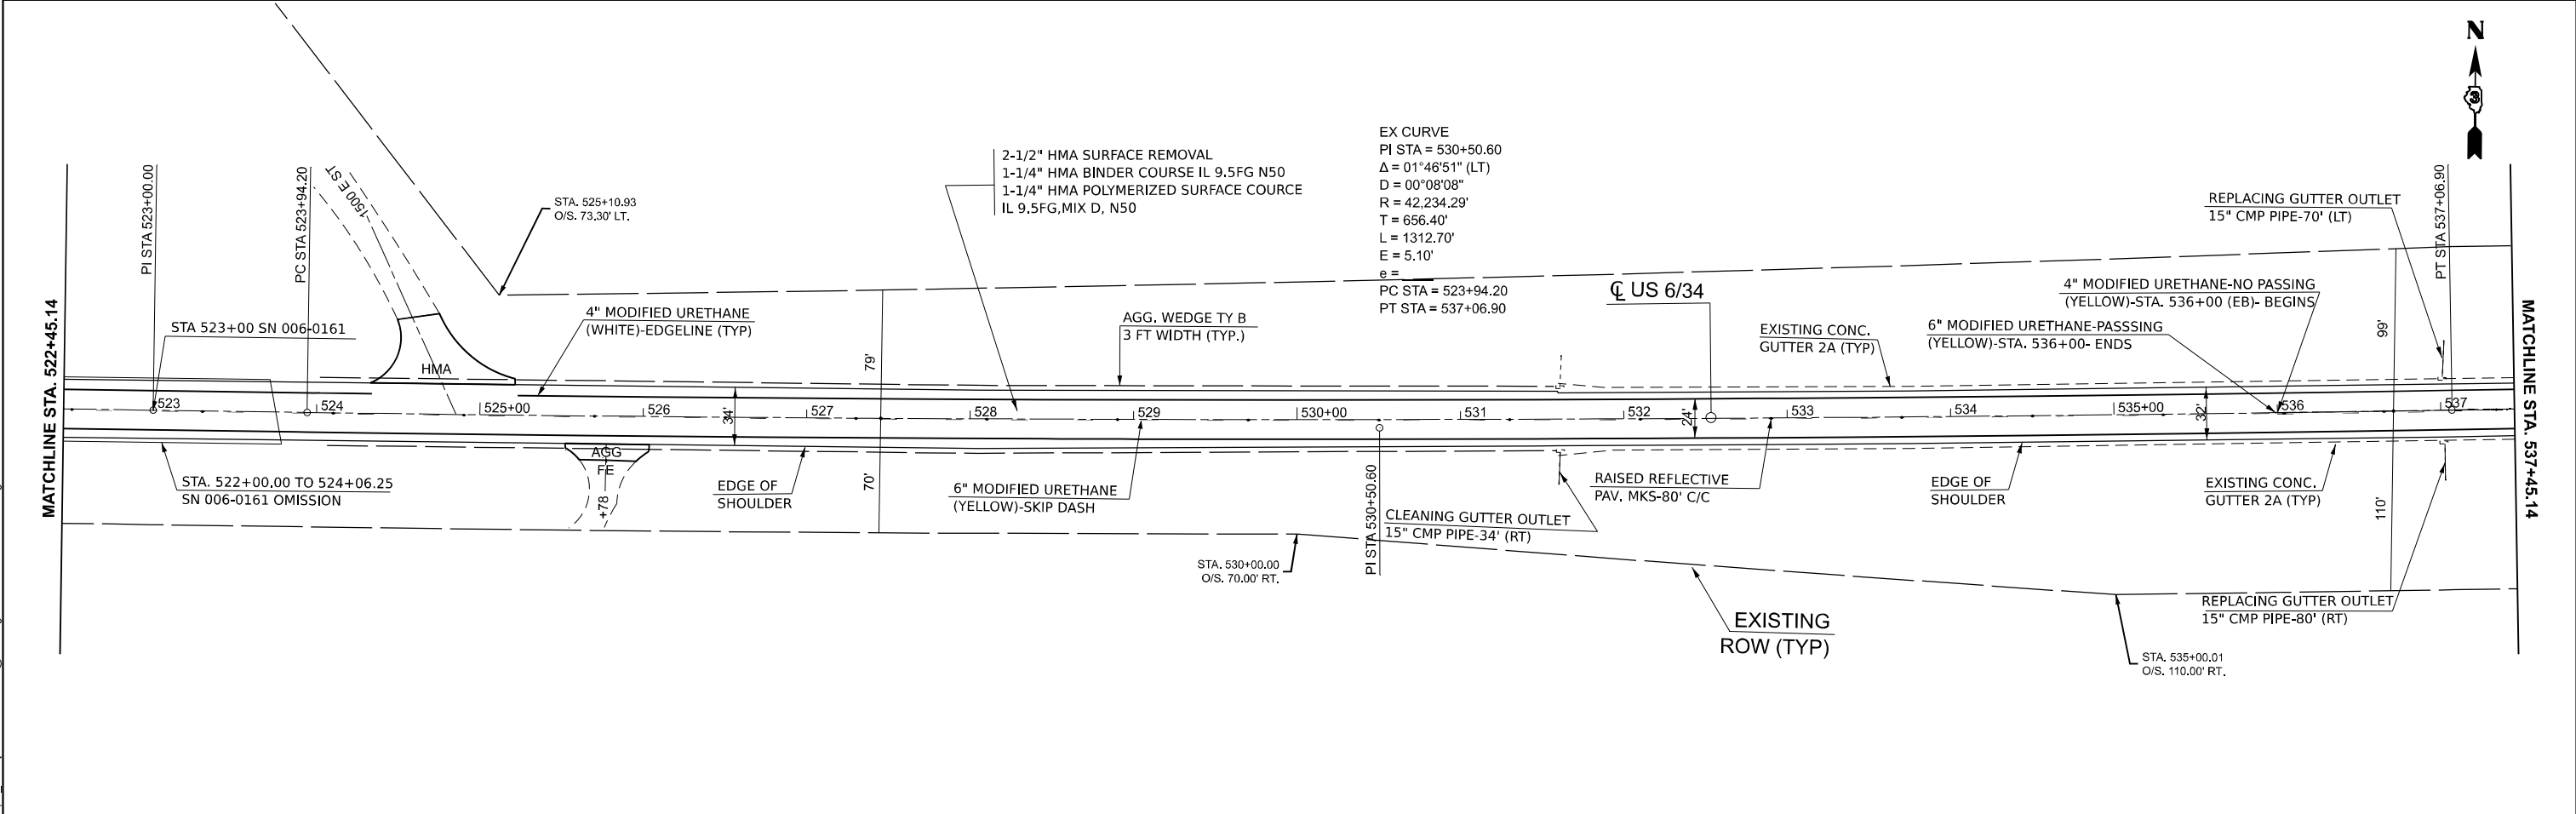 N
3
MATCHLINE STA. 522+45.14
PI STA 523+00.00
PC STA 523+94.20
1500 E ST
STA. 525+10.93
O/S. 73.30' LT.
2-1/2" HMA SURFACE REMOVAL
1-1/4" HMA BINDER COURSE IL 9.5FG N50
1-1/4" HMA POLYMERIZED SURFACE COURCE
IL 9.5FG,MIX D, N50
EX CURVE
PI STA = 530+50.60
Δ = 01°46'51" (LT)
D = 00°08'08"
R = 42,234.29'
T = 656.40'
L = 1312.70'
E = 5.10'
e =
PC STA = 523+94.20
PT STA = 537+06.90
REPLACING GUTTER OUTLET
15" CMP PIPE-70' (LT)
PT STA 537+06.90
STA 523+00 SN 006-0161
4" MODIFIED URETHANE
(WHITE)-EDGELINE (TYP)
AGG. WEDGE TY B
3 FT WIDTH (TYP.)
℄ US 6/34
EXISTING CONC.
GUTTER 2A (TYP)
4" MODIFIED URETHANE-NO PASSING
(YELLOW)-STA. 536+00 (EB)- BEGINS
6" MODIFIED URETHANE-PASSSING
(YELLOW)-STA. 536+00- ENDS
99'
79'
HMA
523
524
525+00
526
34'
527
528
529
530+00
531
532
24'
533
534
535+00
32'
536
537
MATCHLINE STA. 537+45.14
AGG
FE
+78
STA. 522+00.00 TO 524+06.25
SN 006-0161 OMISSION
EDGE OF
SHOULDER
70'
6" MODIFIED URETHANE
(YELLOW)-SKIP DASH
PI STA 530+50.60
CLEANING GUTTER OUTLET
15" CMP PIPE-34' (RT)
RAISED REFLECTIVE
PAV. MKS-80' C/C
EDGE OF
SHOULDER
EXISTING CONC.
GUTTER 2A (TYP)
110'
STA. 530+00.00
O/S. 70.00' RT.
EXISTING
ROW (TYP)
REPLACING GUTTER OUTLET
15" CMP PIPE-80' (RT)
STA. 535+00.01
O/S. 110.00' RT.